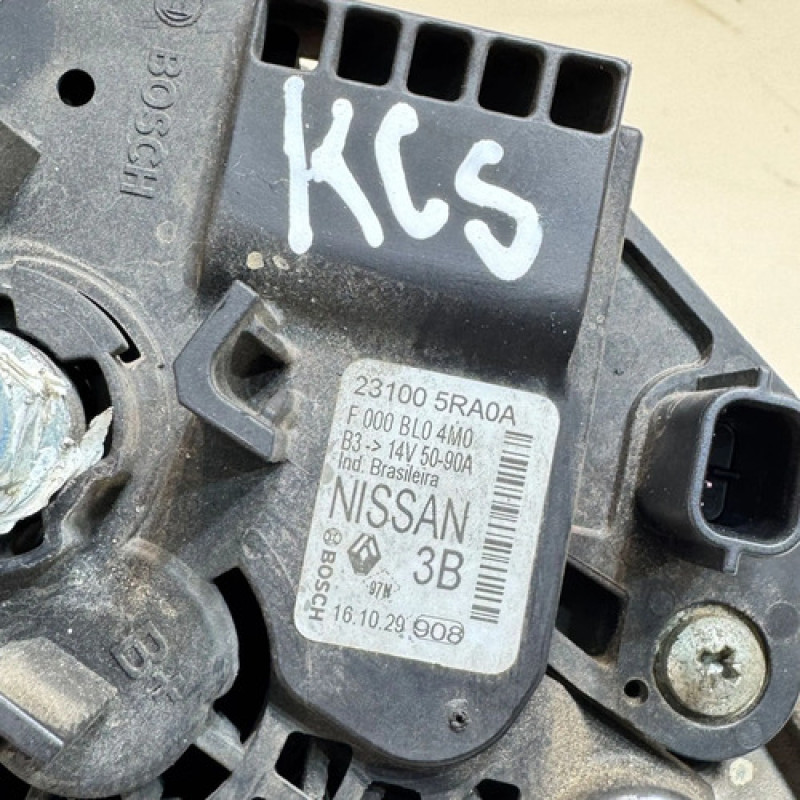 BOSCH
KCS
23100 5RA0A
F 000 BL0 4M0
B3-> 14V 50-90A
Ind. Brasileira
NISSAN
3B
97W
BOSCH
16.10.29 908
B+